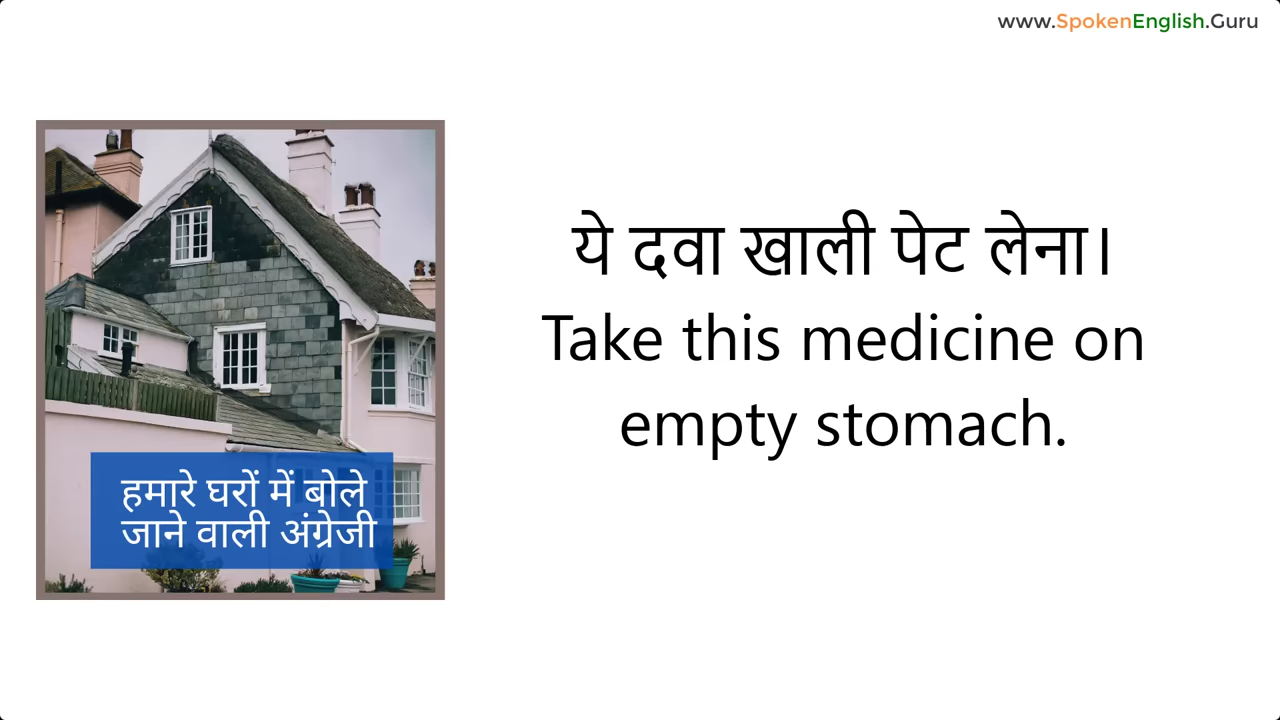 www.SpokenEnglish.Guru
ये दवा खाली पेट लेना।
Take this medicine on
empty stomach.
हमारे घरों में बोले
जाने वाली अंग्रेजी